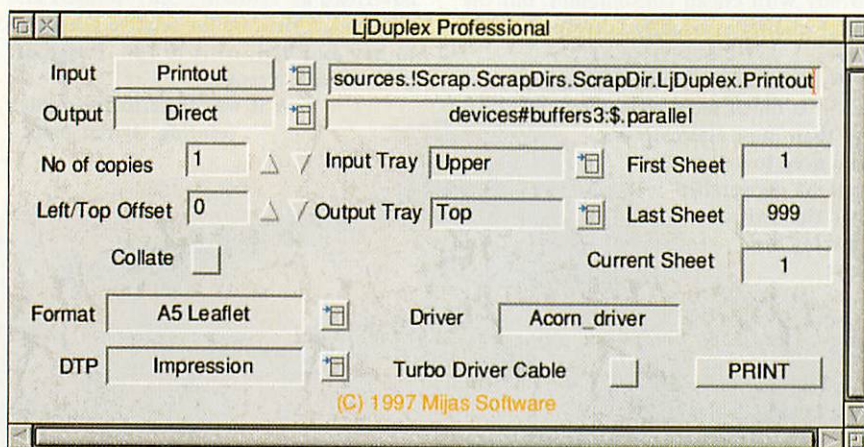 LjDuplex Professional
Input Printout sources.!Scrap.ScrapDirs.ScrapDir.LjDuplex.Printout
Output Direct devices#buffers3:$.parallel
No of copies 1 Input Tray Upper First Sheet 1
Left/Top Offset 0 Output Tray Top Last Sheet 999
Collate Current Sheet 1
Format A5 Leaflet Driver Acorn_driver
DTP Impression Turbo Driver Cable PRINT
(C) 1997 Mijas Software